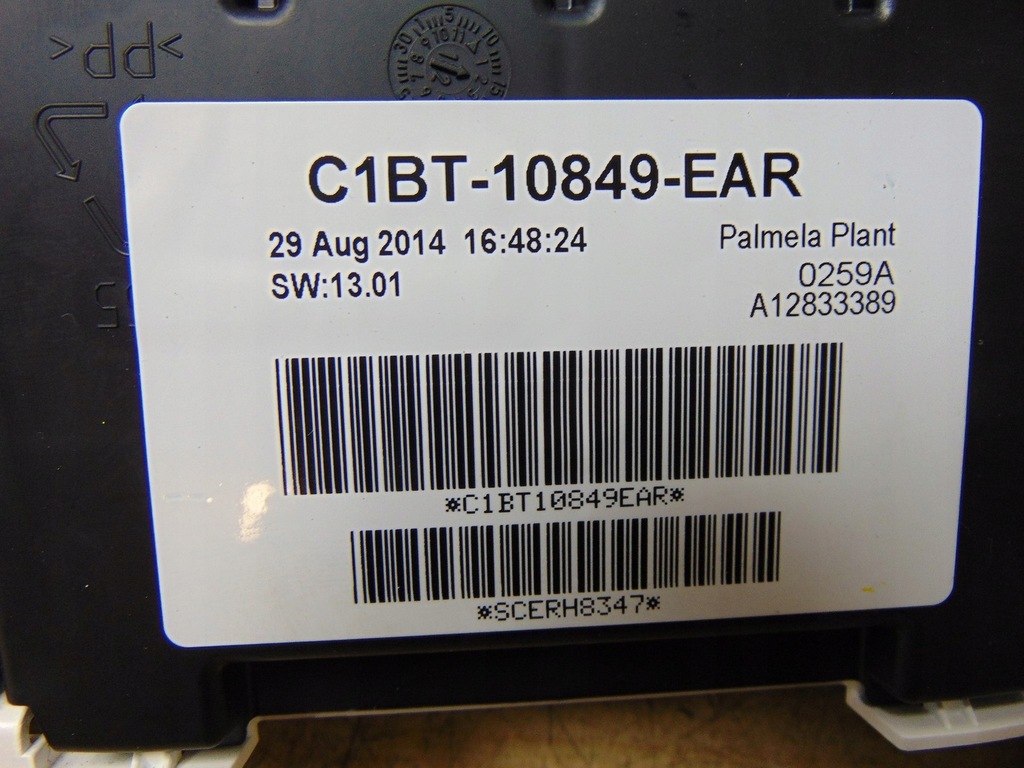 >PP<
C1BT-10849-EAR
29 Aug 2014 16:48:24
Palmela Plant
SW:13.01
0259A
A12833389
*C1BT10849EAR*
*SCERH8347*